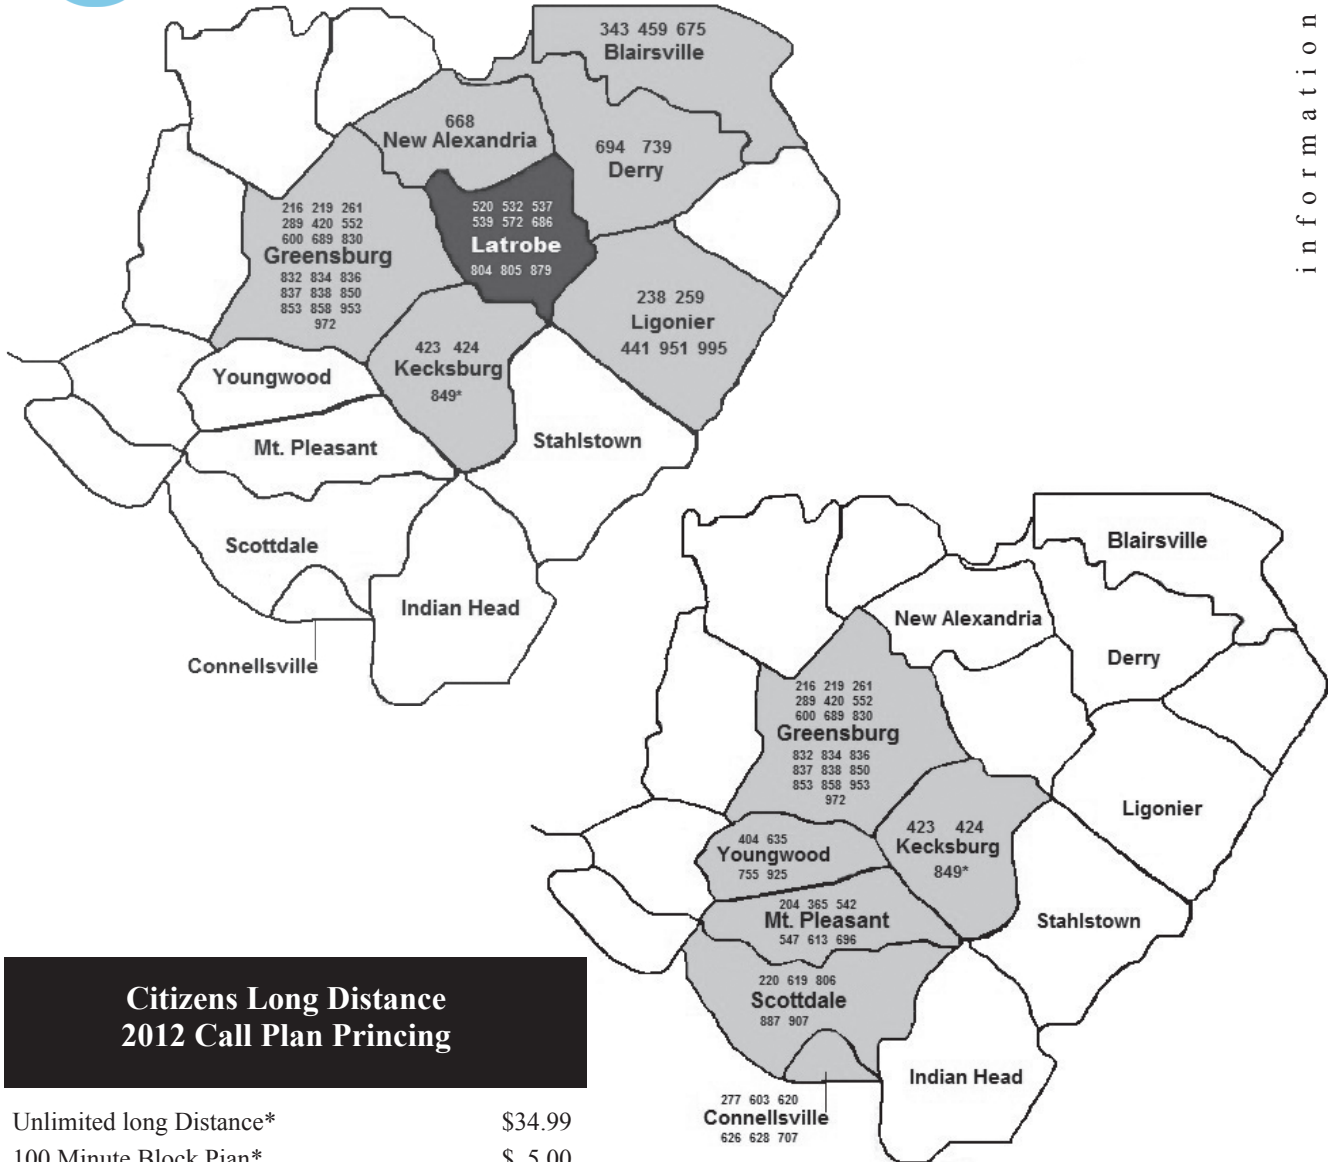 343 459 675
Blairsville
668
New Alexandria
694 739
Derry
216 219 261
289 420 552
600 689 830
Greensburg
832 834 836
837 838 850
853 858 953
972
520 532 537
539 572 686
Latrobe
804 805 879
238 259
Ligonier
441 951 995
423 424
Kecksburg
849*
Youngwood
Mt. Pleasant
Stahlstown
Scottdale
Indian Head
Connellsville
information
Blairsville
New Alexandria
Derry
216 219 261
289 420 552
600 689 830
Greensburg
832 834 836
837 838 850
853 858 953
972
Ligonier
423 424
Kecksburg
849*
404 635
Youngwood
755 925
204 365 542
Mt. Pleasant
547 613 696
Stahlstown
220 619 806
Scottdale
887 907
Indian Head
277 603 620
Connellsville
626 628 707
Citizens Long Distance
2012 Call Plan Princing
Unlimited long Distance* $34.99
100 Minute Block Plan* $ 5.00